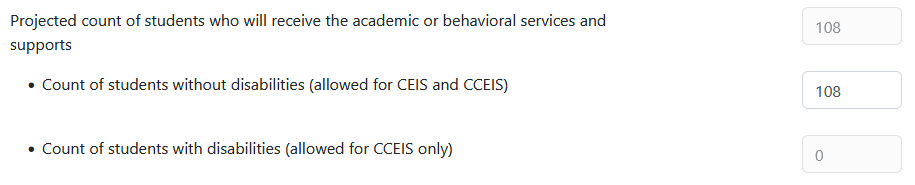 Projected count of students who will receive the academic or behavioral services and
supports
108
• Count of students without disabilities (allowed for CEIS and CCEIS)
108
• Count of students with disabilities (allowed for CCEIS only)
0